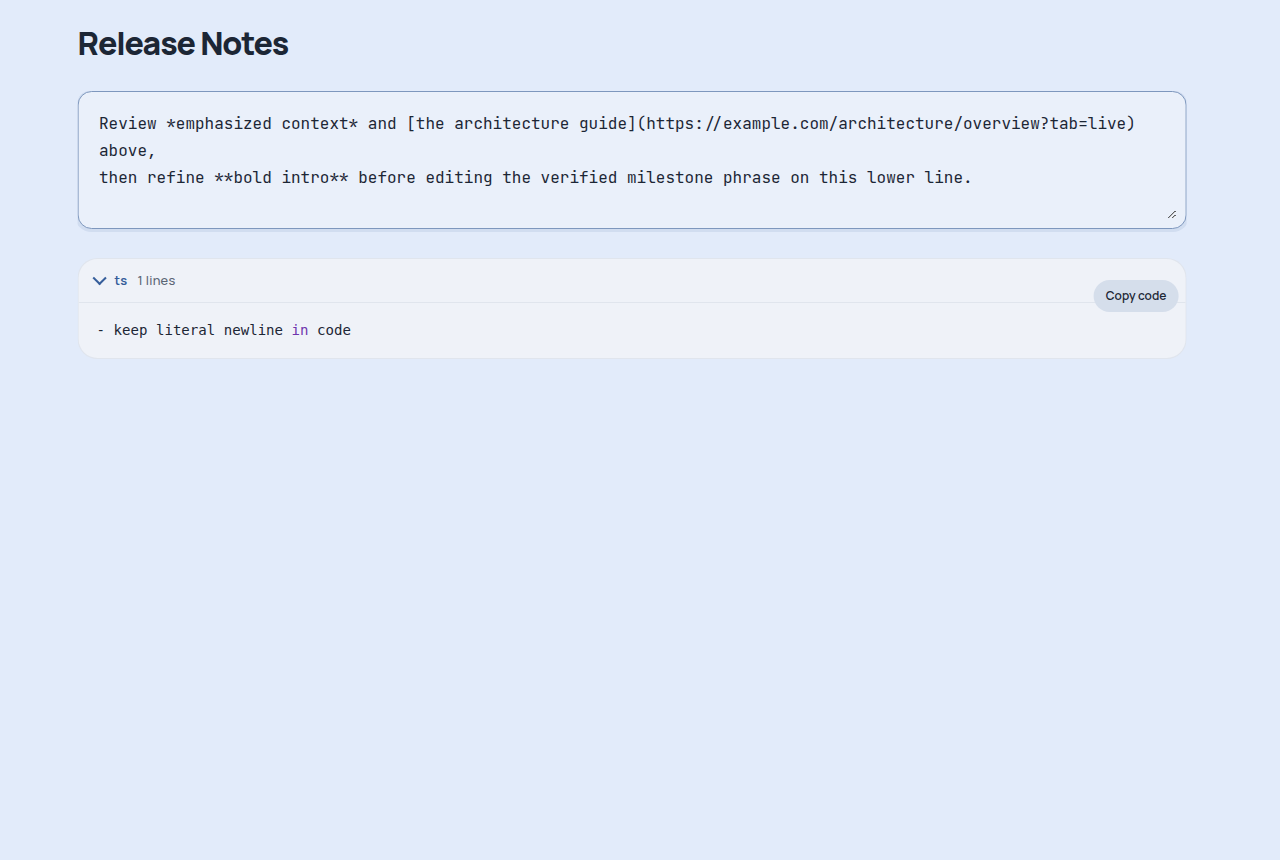 Release Notes
Review *emphasized context* and [the architecture guide](https://example.com/architecture/overview?tab=live)
above,
then refine **bold intro** before editing the verified milestone phrase on this lower line.
ts 1 lines
Copy code
- keep literal newline in code